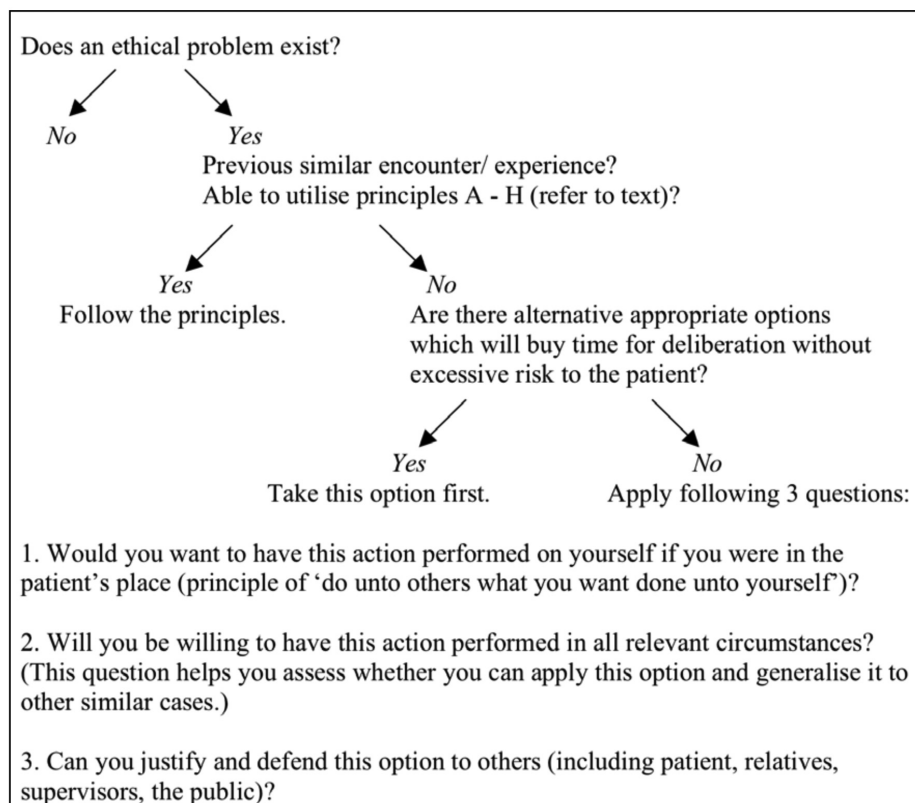 Does an ethical problem exist?
No
Yes
Previous similar encounter/ experience?
Able to utilise principles A - H (refer to text)?
Yes
Follow the principles.
No
Are there alternative appropriate options
which will buy time for deliberation without
excessive risk to the patient?
Yes
Take this option first.
No
Apply following 3 questions:
1. Would you want to have this action performed on yourself if you were in the
patient’s place (principle of ‘do unto others what you want done unto yourself’)?
2. Will you be willing to have this action performed in all relevant circumstances?
(This question helps you assess whether you can apply this option and generalise it to
other similar cases.)
3. Can you justify and defend this option to others (including patient, relatives,
supervisors, the public)?